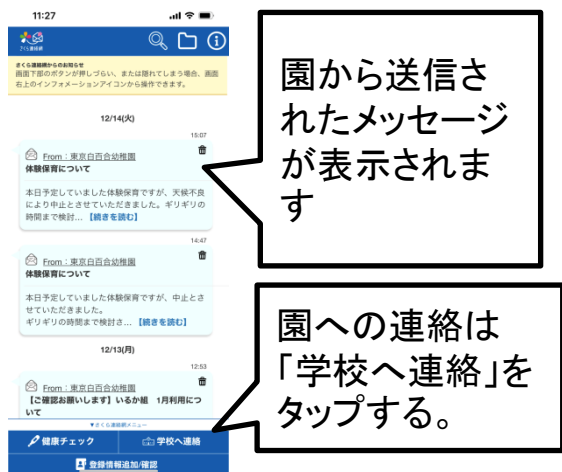 11:27
さくら連絡網
さくら連絡網からのお知らせ
画面下部のボタンが押しづらい、または隠れてしまう場合、画面
右上のインフォメーションアイコンから操作できます。
12/14(火)
15:07
From：東京白百合幼稚園
体験保育について
本日予定していました体験保育ですが、天候不良
により中止とさせていただきました。ギリギリの
時間まで検討... 【続きを読む】
14:47
From：東京白百合幼稚園
体験保育について
本日予定していました体験保育ですが、中止とさ
せていただきました。
ギリギリの時間まで検討さ... 【続きを読む】
12/13(月)
12:53
From：東京白百合幼稚園
【ご確認お願いします】いるか組　1月利用につ
いて
▼さくら連絡網メニュー
健康チェック
学校へ連絡
登録情報追加/確認
園から送信さ
れたメッセージ
が表示されま
す
園への連絡は
「学校へ連絡」を
タップする。